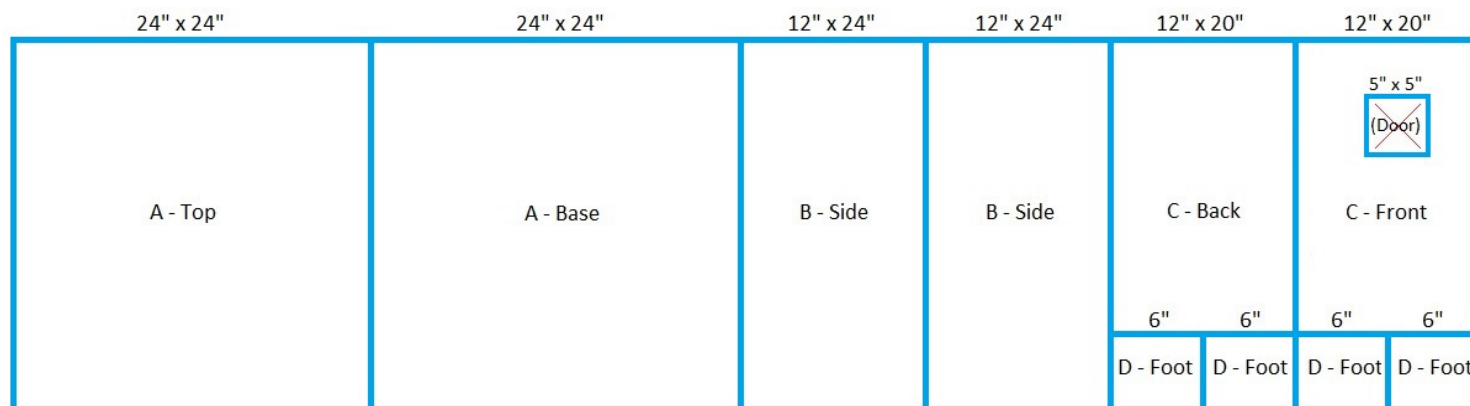 24" x 24"
24" x 24"
12" x 24"
12" x 24"
12" x 20"
12" x 20"
5" x 5"
(Door)
A - Top
A - Base
B - Side
B - Side
C - Back
C - Front
6"
6"
6"
6"
D - Foot
D - Foot
D - Foot
D - Foot